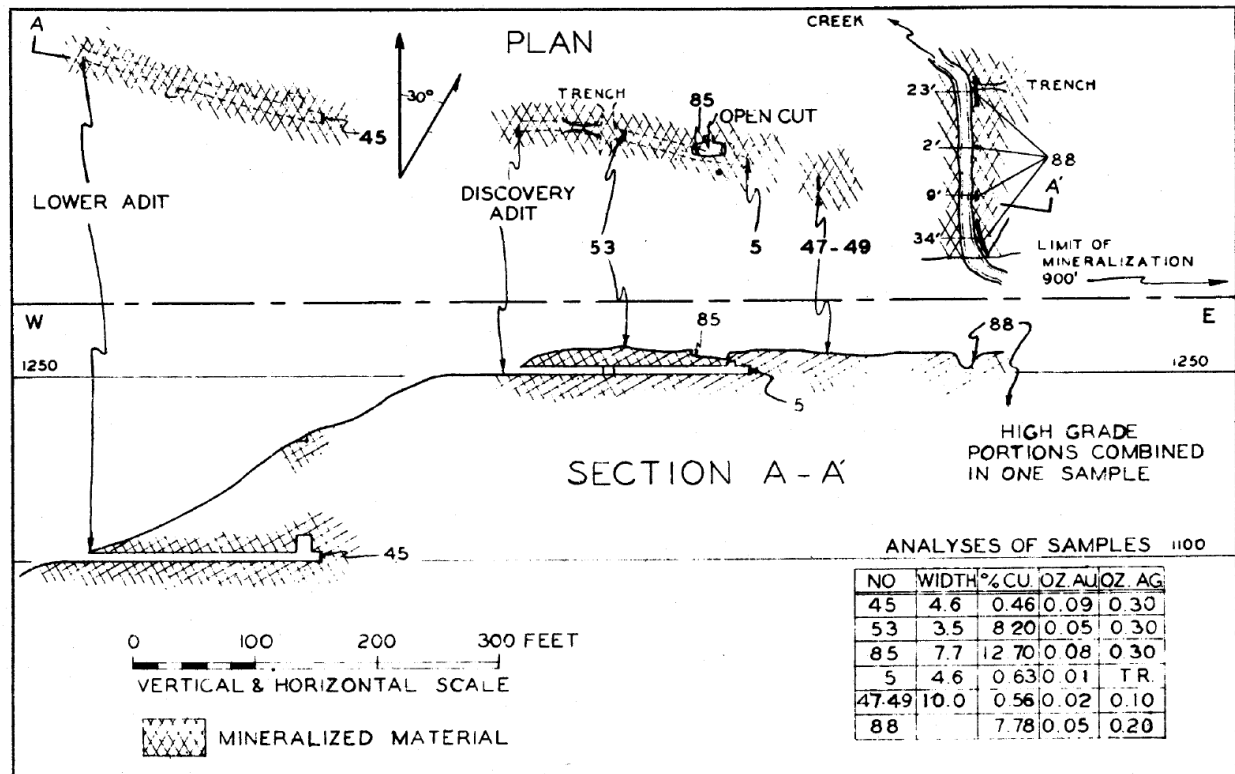 A
PLAN
CREEK
30°
TRENCH
85
OPEN CUT
45
23'
TRENCH
2'
88
9'
A'
34'
LOWER ADIT
DISCOVERY
ADIT
53
5
47-49
LIMIT OF
MINERALIZATION
900'
W
E
85
88
1250
1250
5
HIGH GRADE
PORTIONS COMBINED
IN ONE SAMPLE
SECTION A-A'
45
ANALYSES OF SAMPLES
1100
NO WIDTH % CU. OZ. AU OZ. AG
45 4.6 0.46 0.09 0.30
53 3.5 8 20 0.05 0.30
85 7.7 12 70 0.08 0.30
5 4.6 0.63 0.01 TR.
47-49 10.0 0.56 0.02 0.10
88 7.78 0.05 0.20
0 100 200 300 FEET
VERTICAL & HORIZONTAL SCALE
MINERALIZED MATERIAL